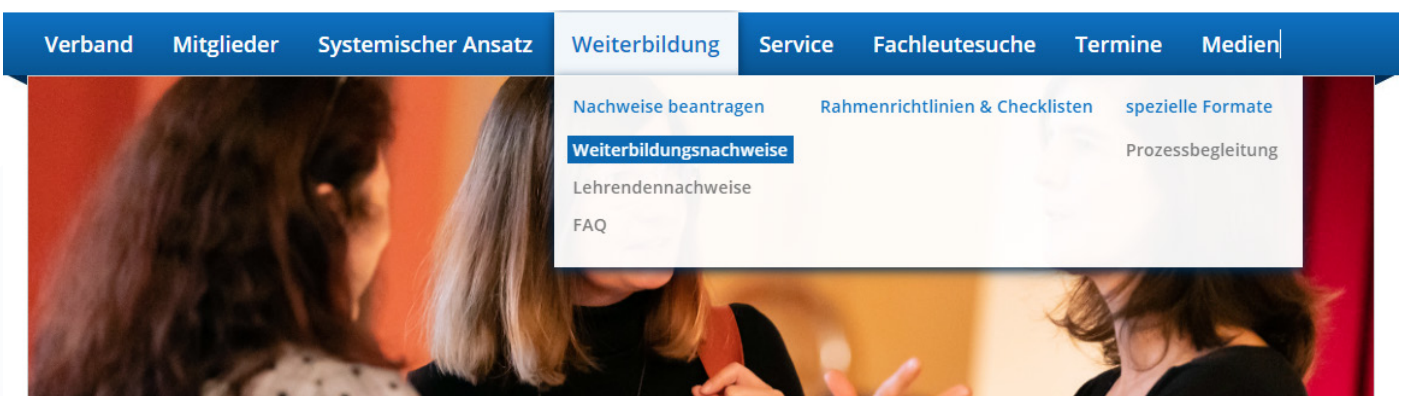 Verband Mitglieder Systemischer Ansatz Weiterbildung Service Fachleutesuche Termine Medien
Nachweise beantragen Rahmenrichtlinien & Checklisten spezielle Formate
Weiterbildungsnachweise Prozessbegleitung
Lehrendennachweise
FAQ